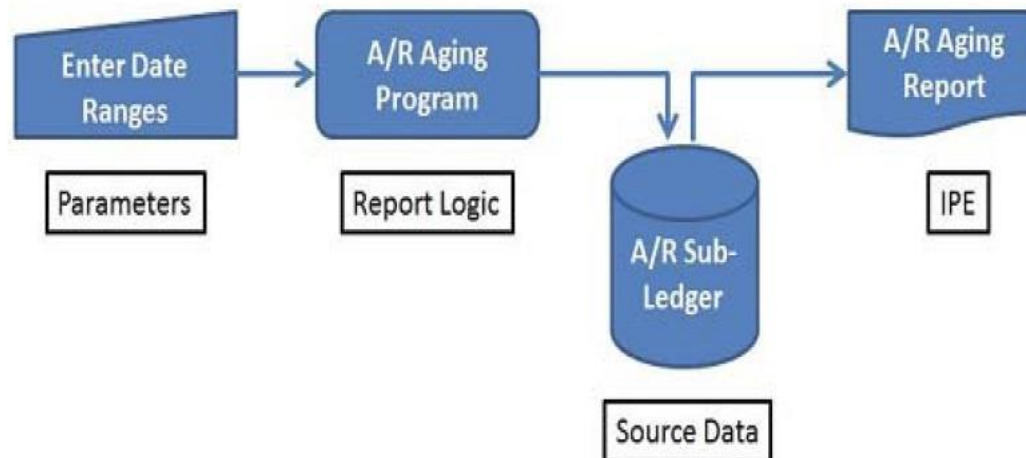 Enter Date
Ranges
A/R Aging
Program
A/R Aging
Report
Parameters
Report Logic
IPE
A/R Sub-
Ledger
Source Data